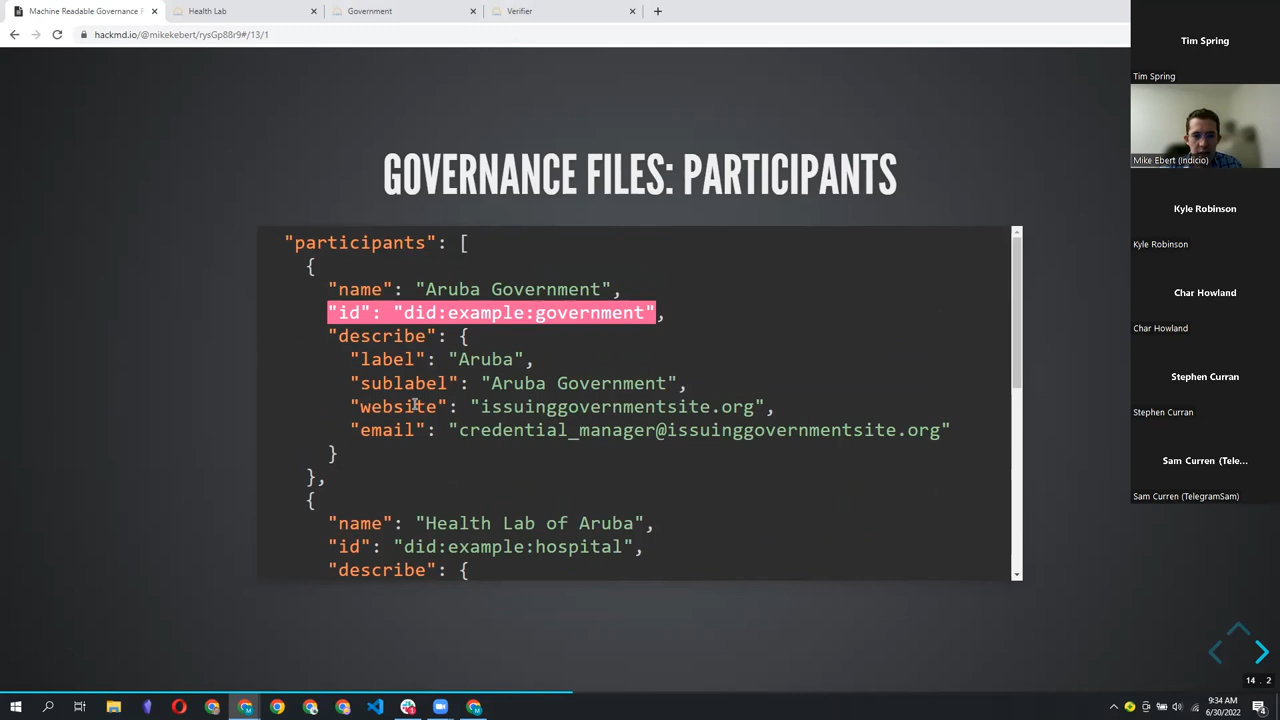 Machine Readable Governance F
Health Lab
Government
Verifier
hackmd.io/@mikekebert/rysGp88r9#/13/1
GOVERNANCE FILES: PARTICIPANTS
"participants": [
{
"name": "Aruba Government",
"id": "did:example:government",
"describe": {
"label": "Aruba",
"sublabel": "Aruba Government",
"website": "issuinggovernmentsite.org",
"email": "credential_manager@issuinggovernmentsite.org"
}
},
{
"name": "Health Lab of Aruba",
"id": "did:example:hospital",
"describe": {
14 . 2
Tim Spring
Tim Spring
Mike Ebert (Indicio)
Kyle Robinson
Kyle Robinson
Char Howland
Char Howland
Stephen Curran
Stephen Curran
Sam Curren (Tele...
Sam Curren (TelegramSam)
9:34 AM
6/30/2022
4